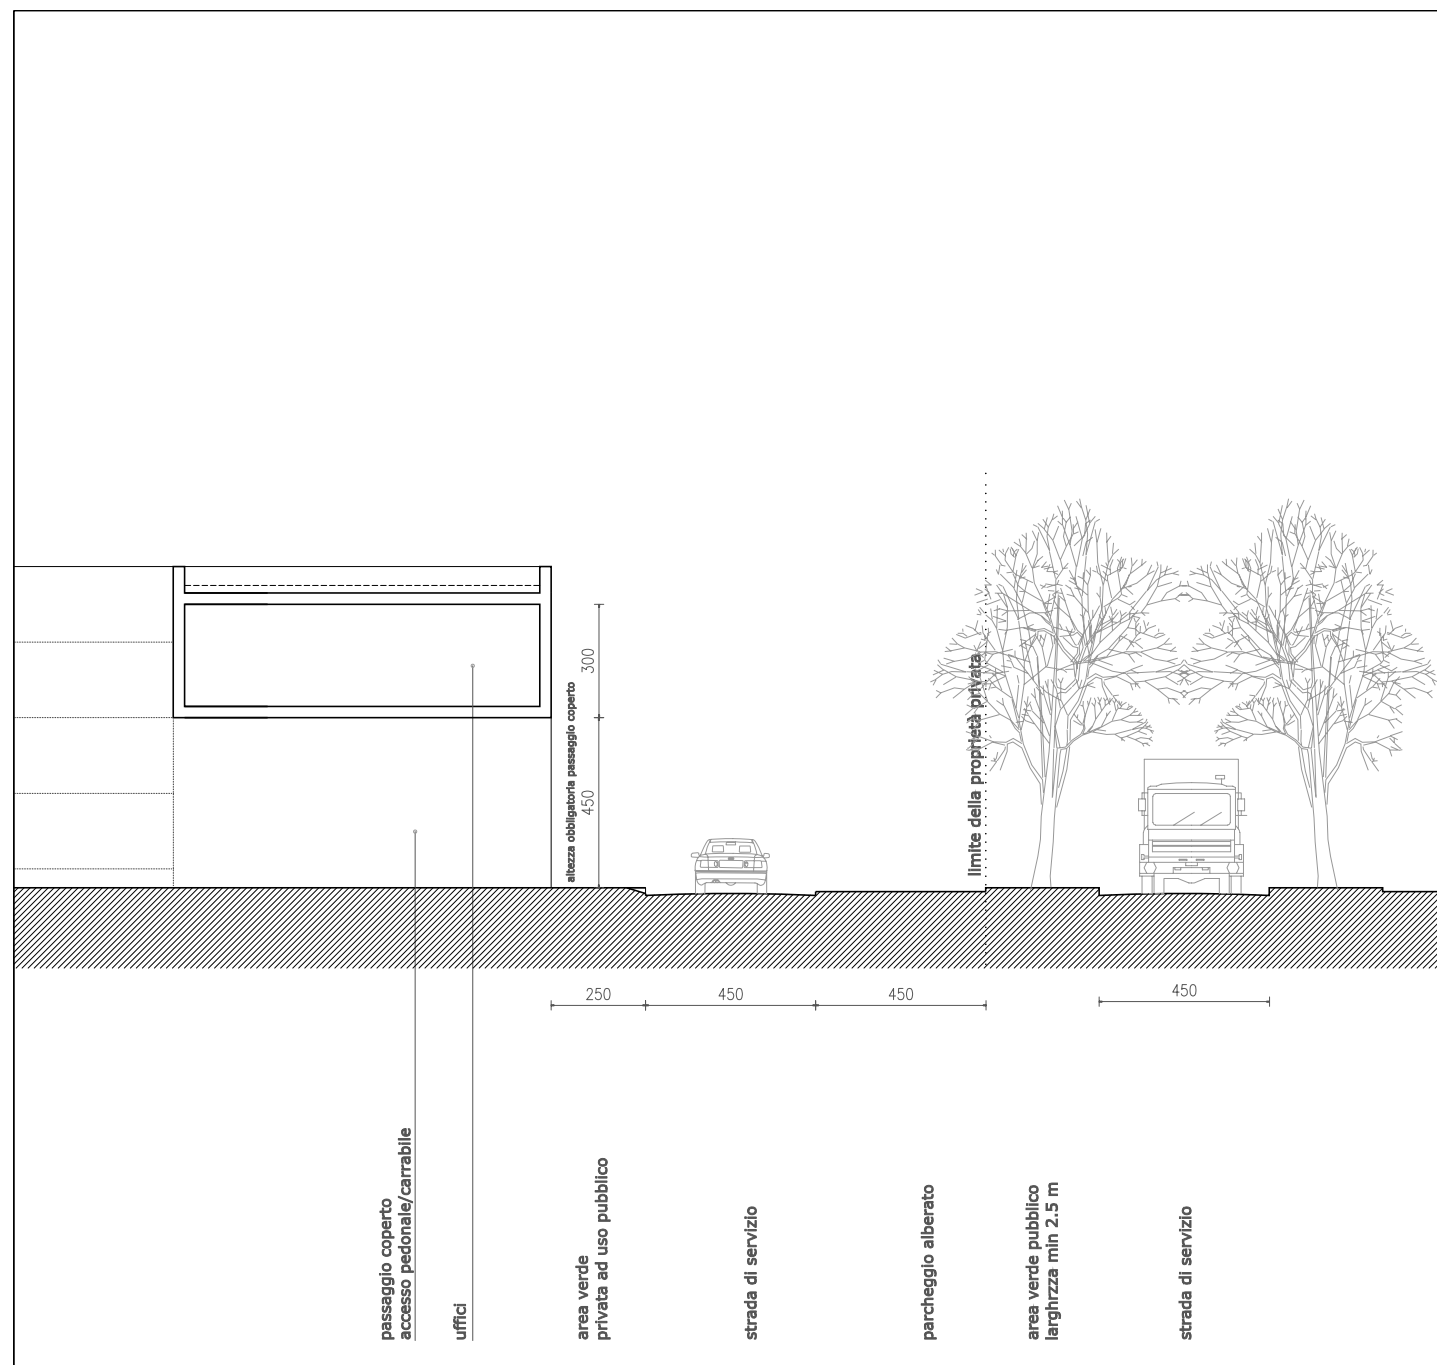 300
450
altezza obbligatoria passaggio coperto
limite della proprietà privata
250
450
450
450
passaggio coperto
accesso pedonale/carrabile
uffici
area verde
privata ad uso pubblico
strada di servizio
parcheggio alberato
area verde pubblico
larghrzza min 2.5 m
strada di servizio